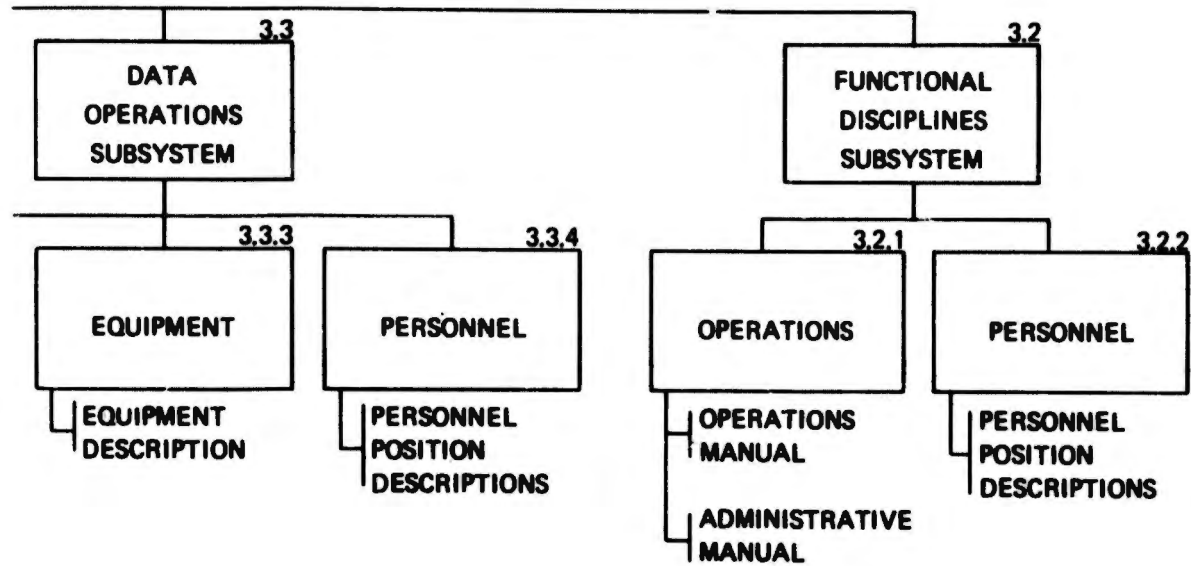 3.3
DATA
OPERATIONS
SUBSYSTEM
3.2
FUNCTIONAL
DISCIPLINES
SUBSYSTEM
3.3.3
EQUIPMENT
EQUIPMENT
DESCRIPTION
3.3.4
PERSONNEL
PERSONNEL
POSITION
DESCRIPTIONS
3.2.1
OPERATIONS
OPERATIONS
MANUAL
ADMINISTRATIVE
MANUAL
3.2.2
PERSONNEL
PERSONNEL
POSITION
DESCRIPTIONS